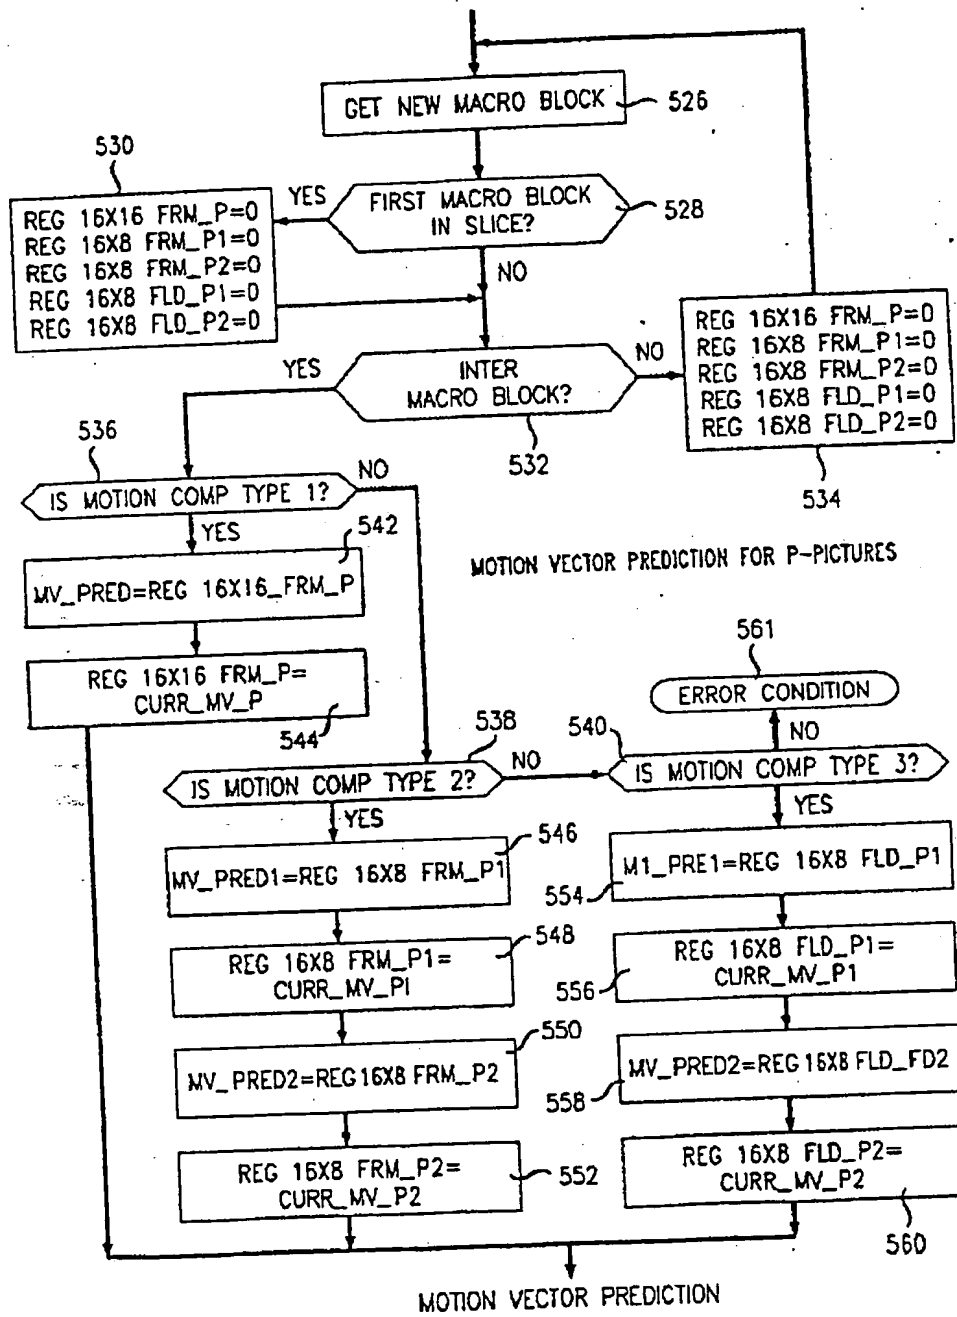 GET NEW MACRO BLOCK
526
530
YES
FIRST MACRO BLOCK
IN SLICE?
528
REG 16X16 FRM_P=0
REG 16X8 FRM_P1=0
REG 16X8 FRM_P2=0
REG 16X8 FLD_P1=0
REG 16X8 FLD_P2=0
NO
YES
INTER
MACRO BLOCK?
532
NO
REG 16X16 FRM_P=0
REG 16X8 FRM_P1=0
REG 16X8 FRM_P2=0
REG 16X8 FLD_P1=0
REG 16X8 FLD_P2=0
534
536
IS MOTION COMP TYPE 1?
NO
YES
542
MV_PRED=REG 16X16_FRM_P
MOTION VECTOR PREDICTION FOR P-PICTURES
REG 16X16 FRM_P=
CURR_MV_P
544
561
ERROR CONDITION
NO
538
IS MOTION COMP TYPE 2?
NO
540
IS MOTION COMP TYPE 3?
YES
YES
546
MV_PRED1=REG 16X8 FRM_P1
M1_PRE1=REG 16X8 FLD_P1
554
548
REG 16X8 FRM_P1=
CURR_MV_PI
REG 16X8 FLD_P1=
CURR_MV_P1
556
550
MV_PRED2=REG16X8 FRM_P2
MV_PRED2=REG16X8 FLD_FD2
558
REG 16X8 FRM_P2=
CURR_MV_P2
552
REG 16X8 FLD_P2=
CURR_MV_P2
560
MOTION VECTOR PREDICTION